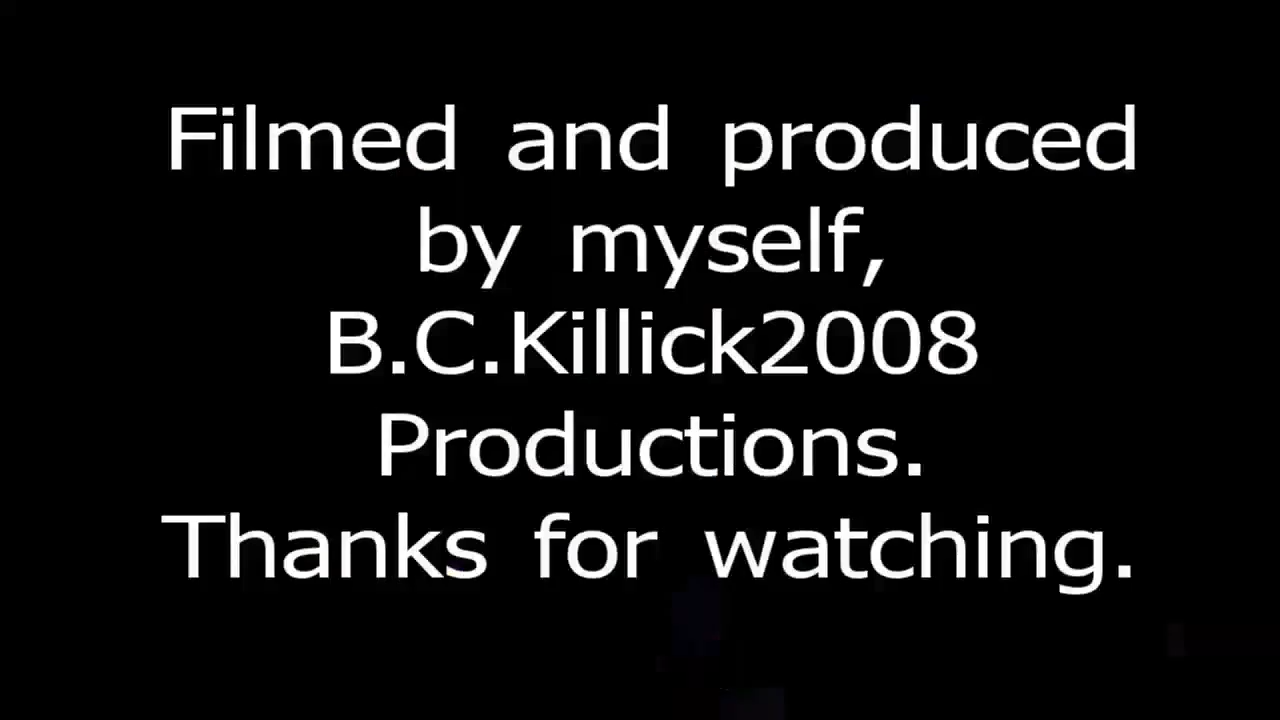 Filmed and produced
by myself,
B.C.Killick2008
Productions.
Thanks for watching.